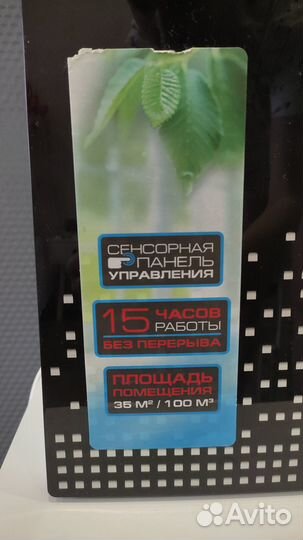 СЕНСОРНАЯ
ПАНЕЛЬ
УПРАВЛЕНИЯ
15 ЧАСОВ
РАБОТЫ
БЕЗ ПЕРЕРЫВА
ПЛОЩАДЬ
ПОМЕЩЕНИЯ
35 М² / 100 М³
Avito